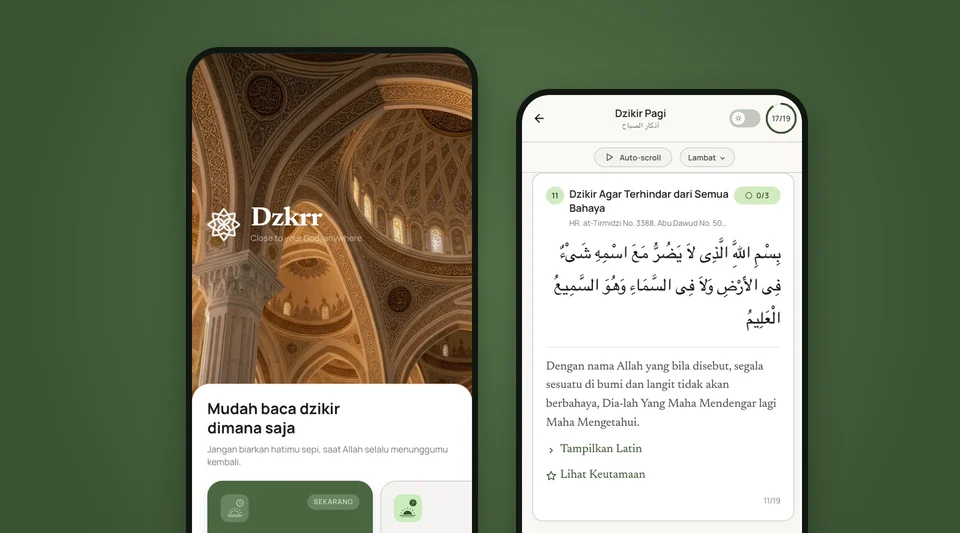 Dzkrr
Close to your God, anywhere
Mudah baca dzikir
dimana saja
Jangan biarkan hatimu sepi, saat Allah selalu menunggumu
kembali.
SEKARANG
Dzikir Pagi
أذكار الصباح
17/19
Auto-scroll
Lambat
11
Dzikir Agar Terhindar dari Semua
Bahaya
0/3
HR. at-Tirmidzi No. 3388, Abu Dawud No. 50...
بِسْمِ اللهِ الَّذِى لاَ يَضُرُّ مَعَ اسْمِهِ شَىْءٌ
فِى الأَرْضِ وَلاَ فِى السَّمَاءِ وَهُوَ السَّمِيعُ
الْعَلِيمُ
Dengan nama Allah yang bila disebut, segala
sesuatu di bumi dan langit tidak akan
berbahaya, Dia-lah Yang Maha Mendengar lagi
Maha Mengetahui.
Tampilkan Latin
Lihat Keutamaan
11/19